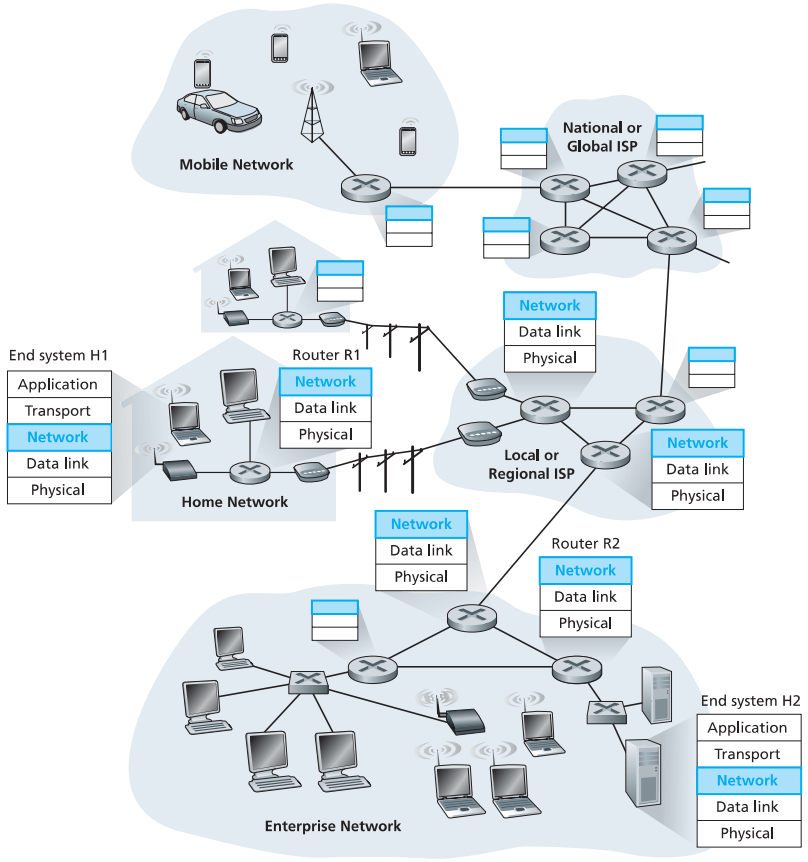 National or
Global ISP
Mobile Network
Network
Data link
Physical
End system H1
Application
Transport
Network
Data link
Physical
Router R1
Network
Data link
Physical
Home Network
Local or
Regional ISP
Network
Data link
Physical
Network
Data link
Physical
Router R2
Network
Data link
Physical
End system H2
Application
Transport
Network
Data link
Physical
Enterprise Network